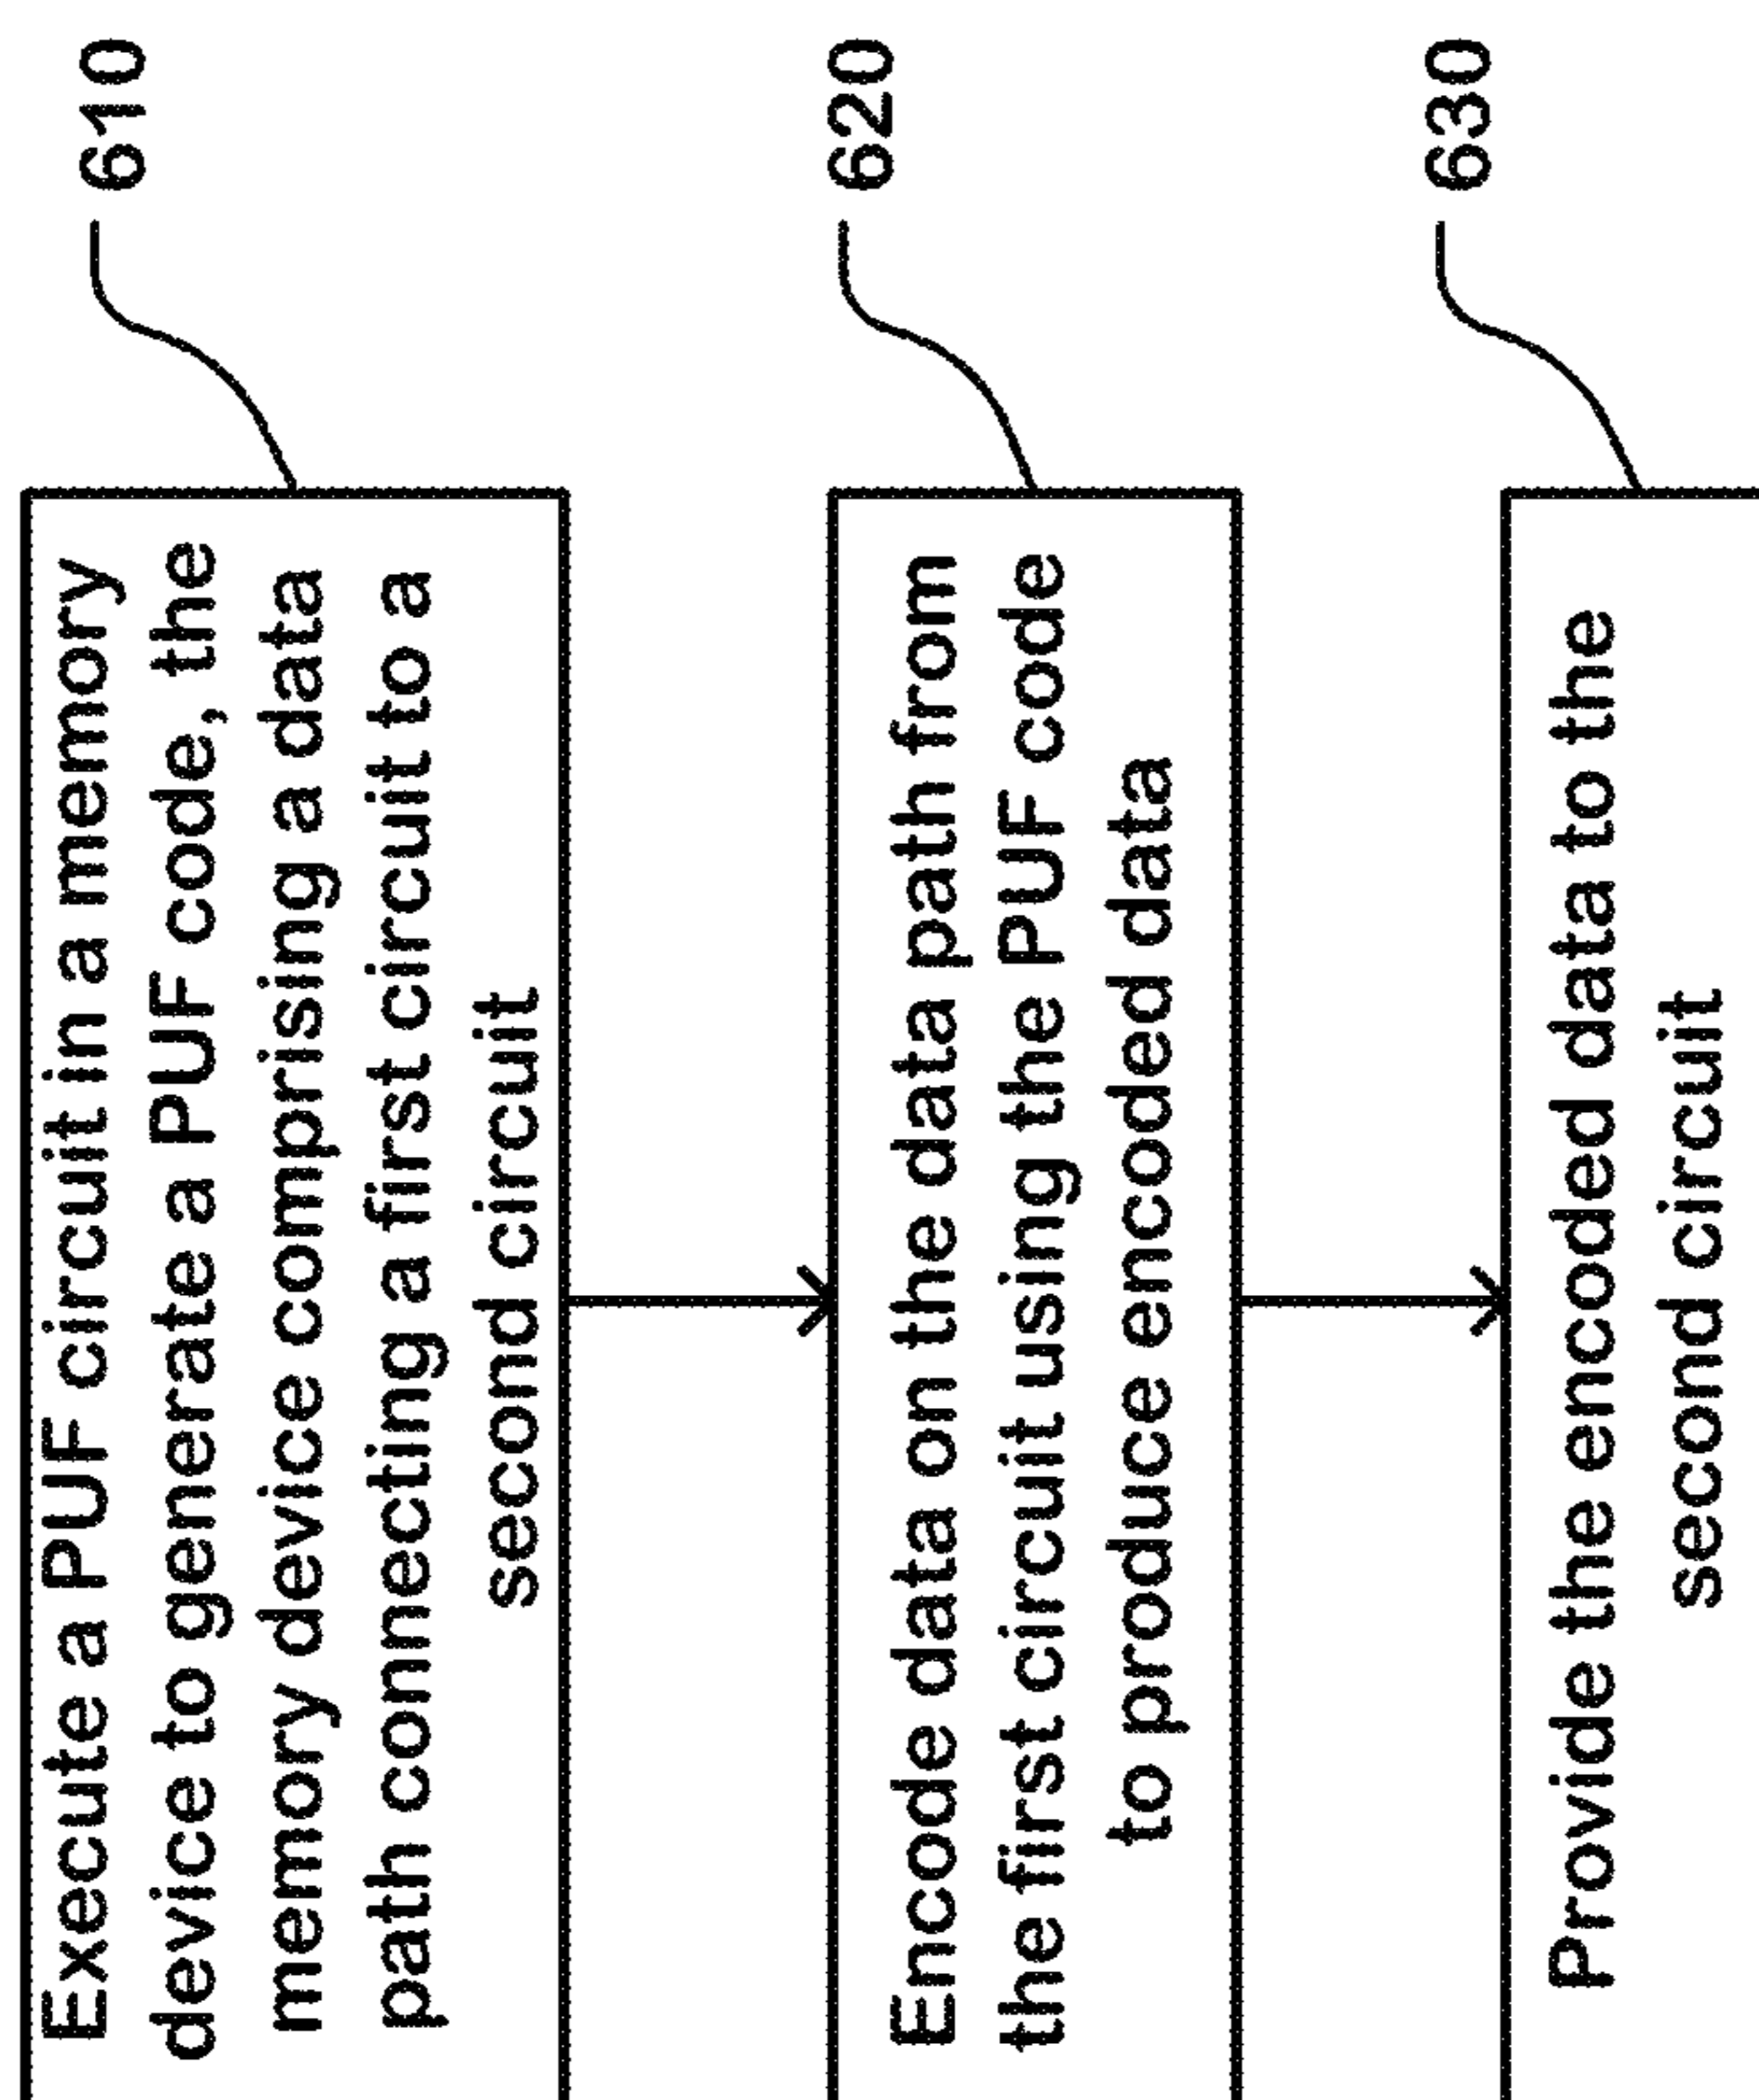 Execute a PUF circuit in a memory
device to generate a PUF code, the
memory device comprising a data
path connecting a first circuit to a
second circuit
610
Encode data on the data path from
the first circuit using the PUF code
to produce encoded data
620
Provide the encoded data to the
second circuit
630